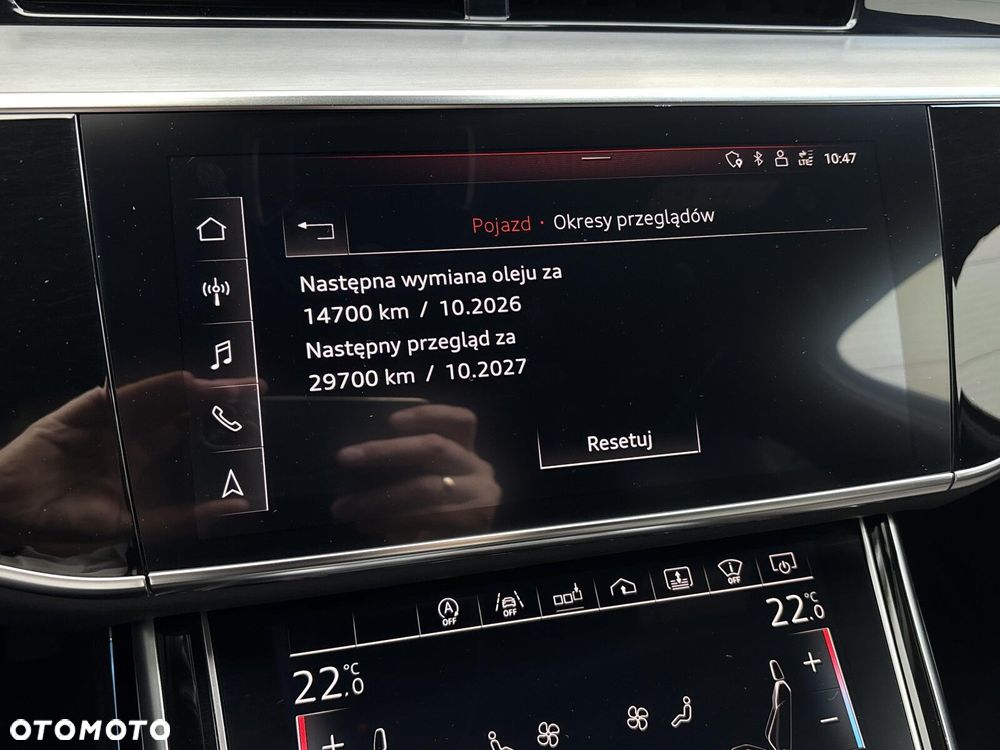 LTE 10:47
Pojazd · Okresy przeglądów
Następna wymiana oleju za
14700 km / 10.2026
Następny przegląd za
29700 km / 10.2027
Resetuj
A OFF OFF OFF
22.0 °C
22.0 °C
+
+
−
OTOMOTO